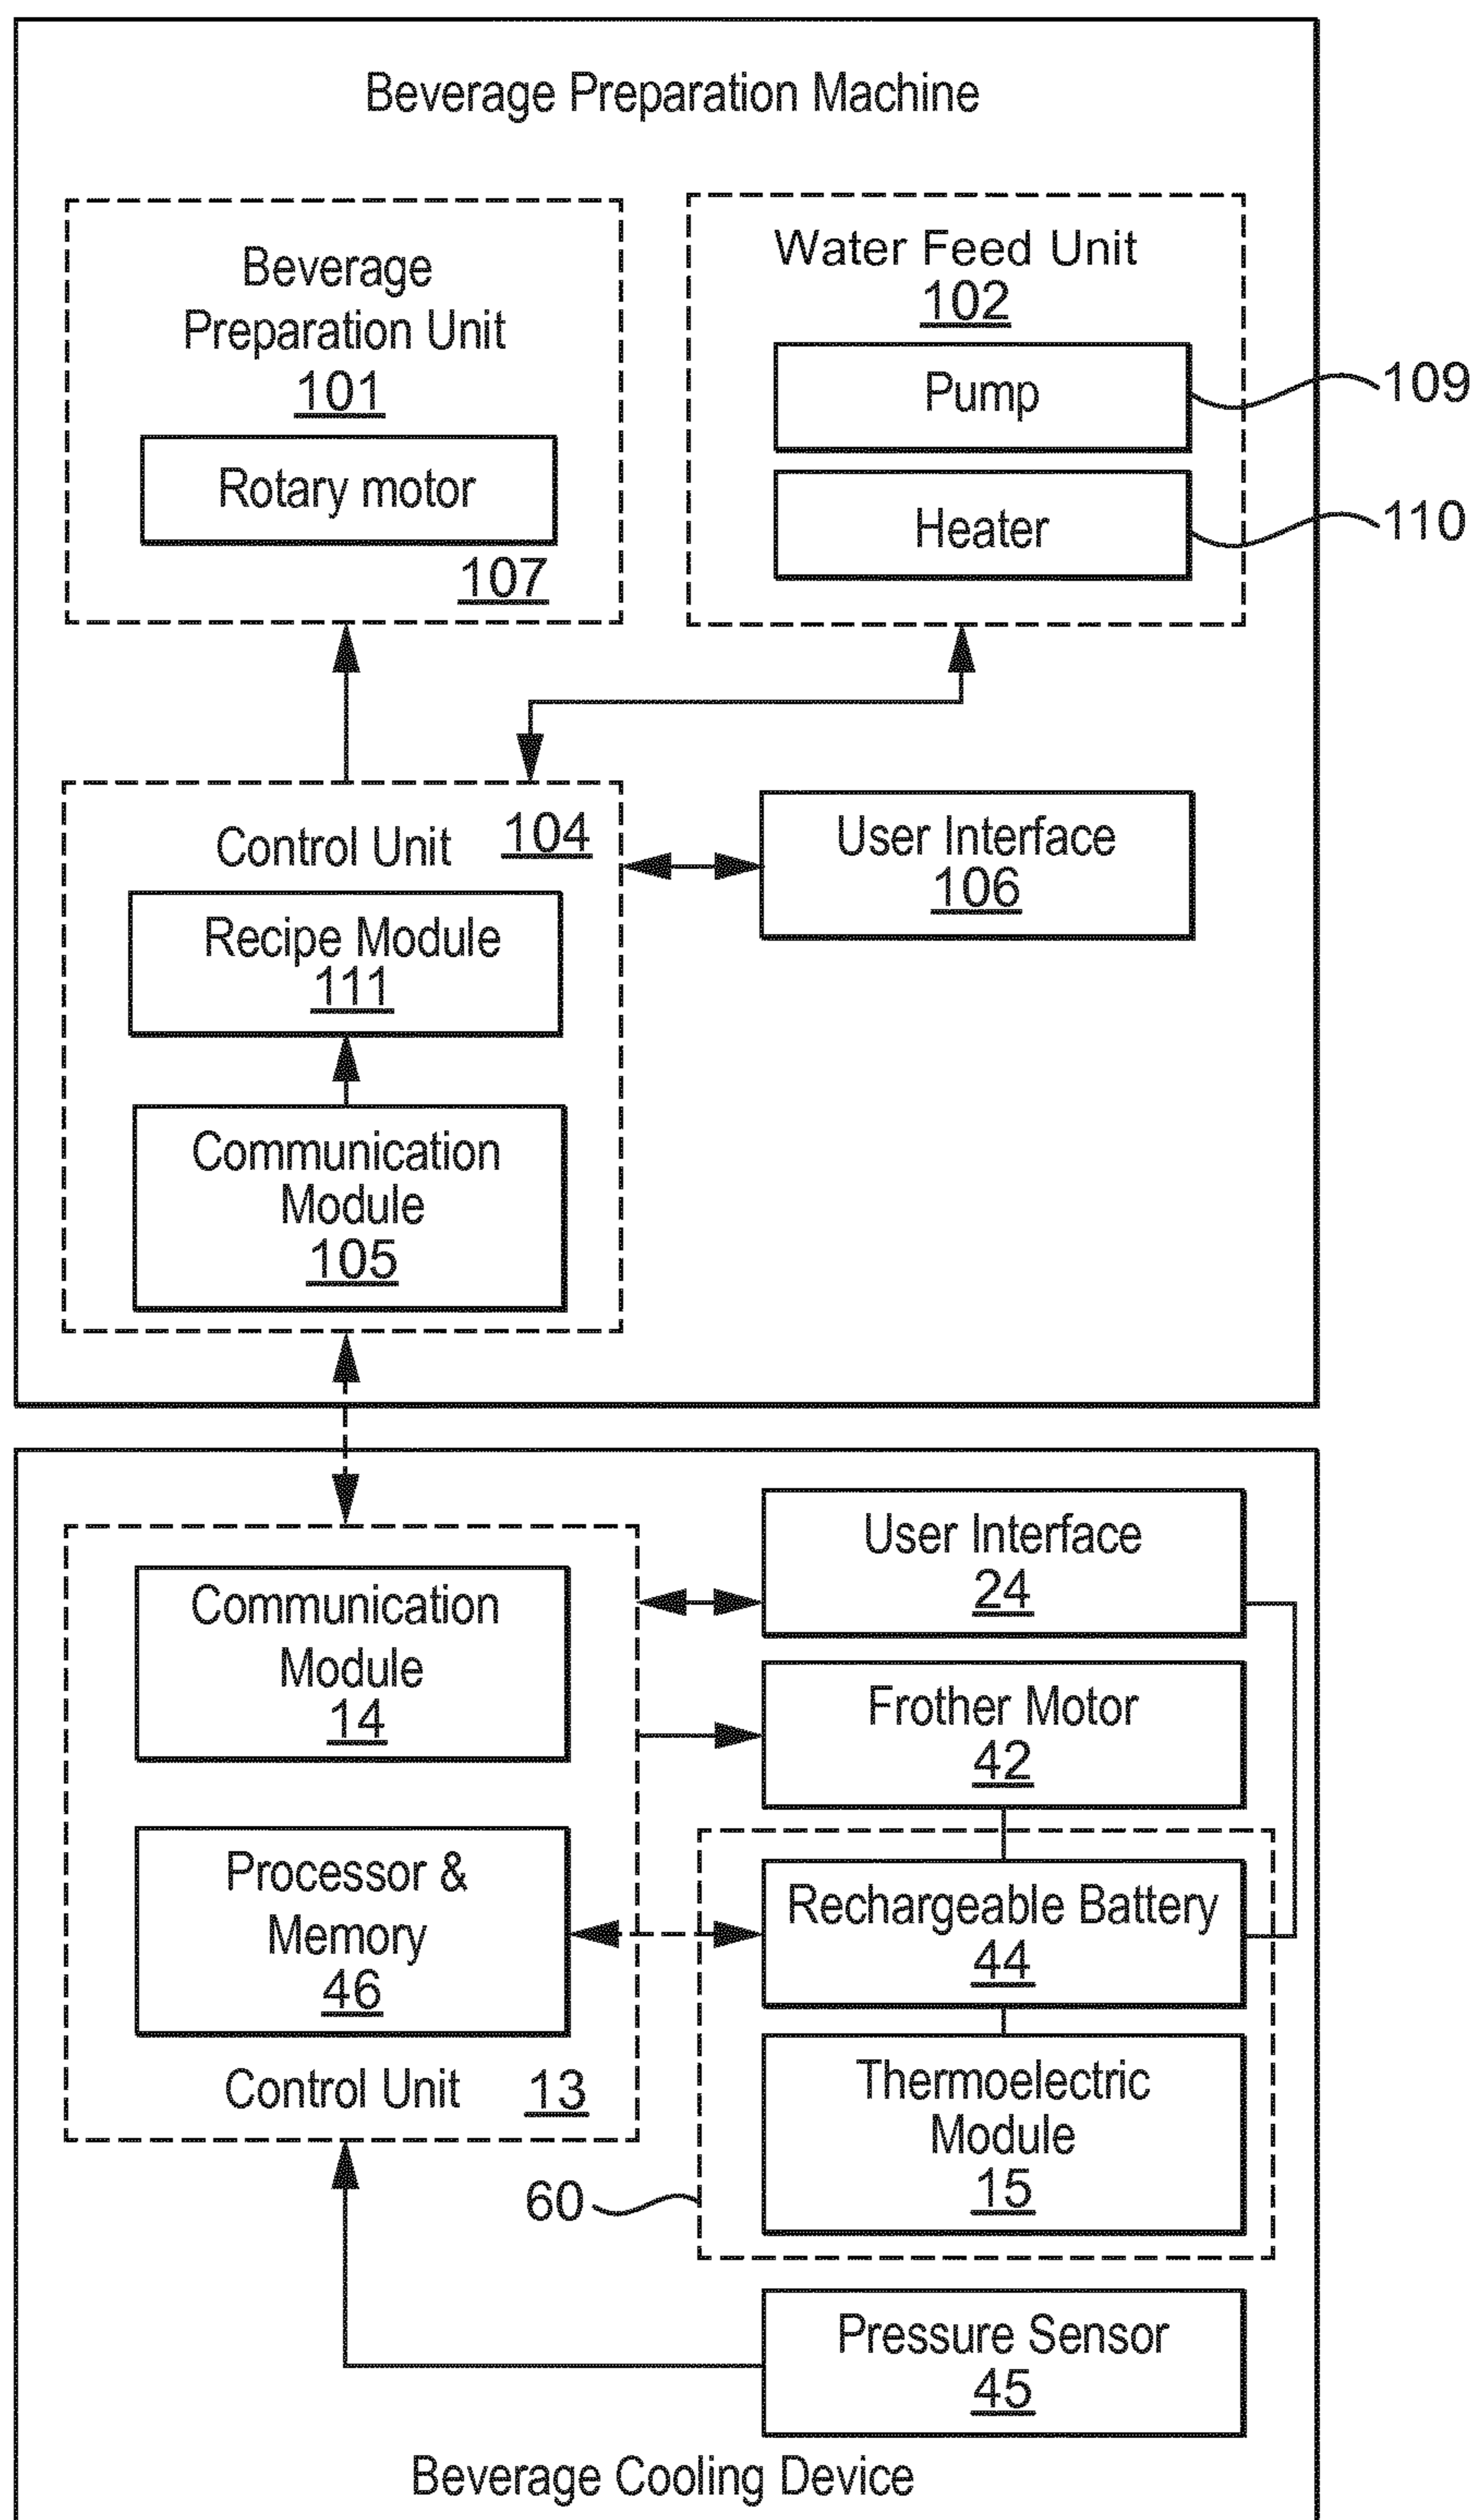 Beverage Preparation Machine
Beverage
Preparation Unit
101
Rotary motor
107
Water Feed Unit
102
Pump
109
Heater
110
Control Unit 104
Recipe Module
111
Communication
Module
105
User Interface
106
Communication
Module
14
Processor &
Memory
46
Control Unit 13
User Interface
24
Frother Motor
42
Rechargeable Battery
44
Thermoelectric
Module
15
60
Pressure Sensor
45
Beverage Cooling Device